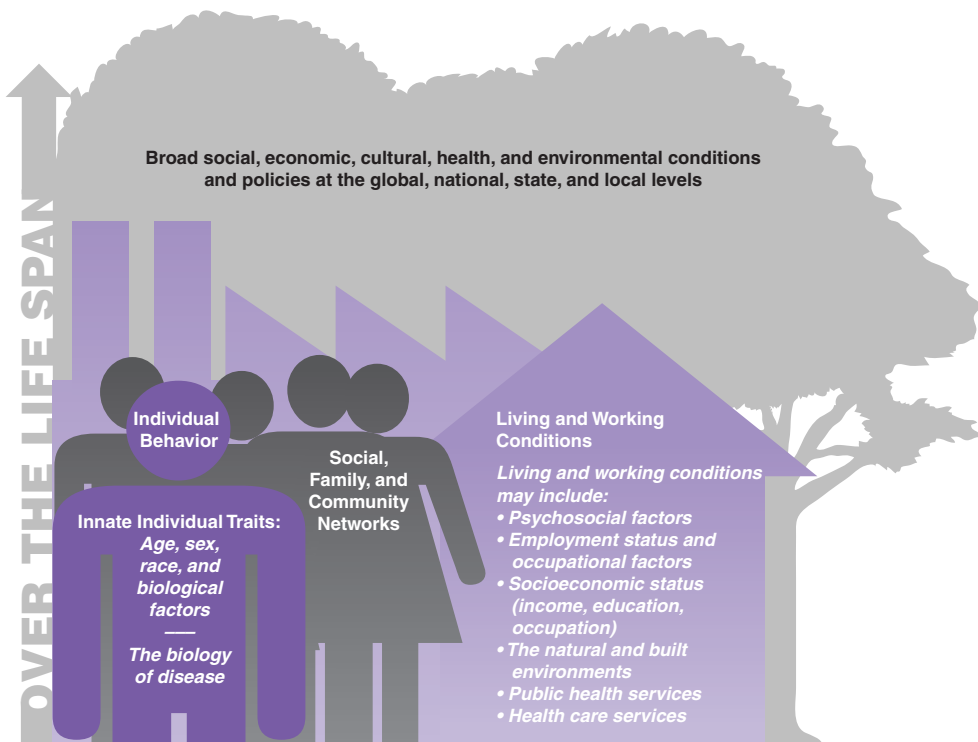 Broad social, economic, cultural, health, and environmental conditions
and policies at the global, national, state, and local levels
OVER THE LIFE SPAN
Individual
Behavior
Innate Individual Traits:
Age, sex,
race, and
biological
factors
The biology
of disease
Social,
Family, and
Community
Networks
Living and Working
Conditions
Living and working conditions
may include:
• Psychosocial factors
• Employment status and
occupational factors
• Socioeconomic status
(income, education,
occupation)
• The natural and built
environments
• Public health services
• Health care services